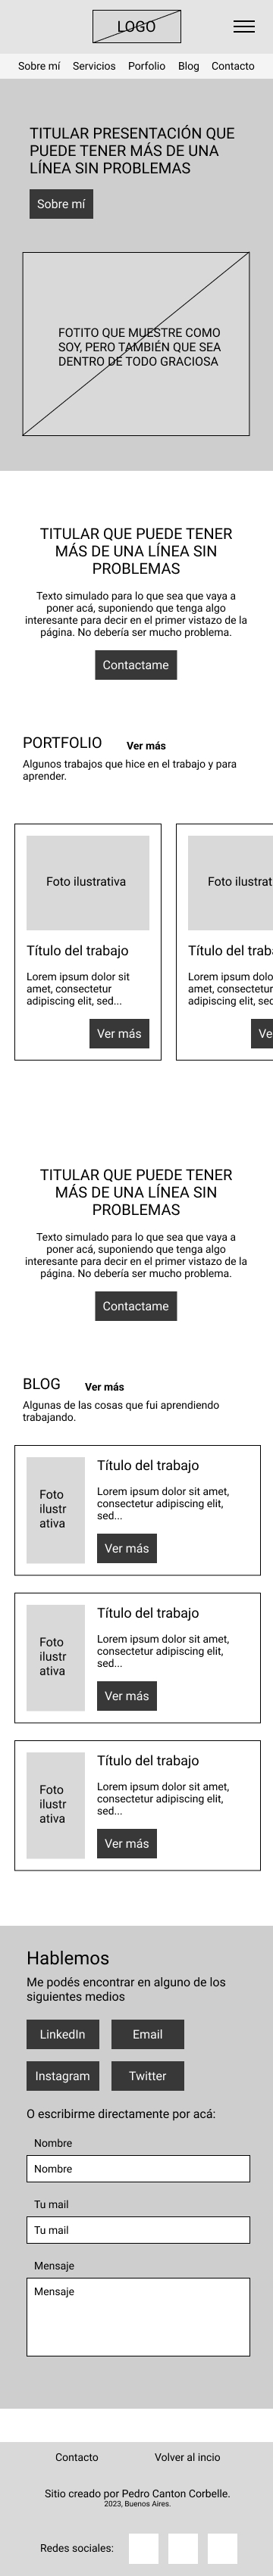 LOGO
Sobre mí Servicios Porfolio Blog Contacto
TITULAR PRESENTACIÓN QUE
PUEDE TENER MÁS DE UNA
LÍNEA SIN PROBLEMAS
Sobre mí
FOTITO QUE MUESTRE COMO
SOY, PERO TAMBIÉN QUE SEA
DENTRO DE TODO GRACIOSA
TITULAR QUE PUEDE TENER
MÁS DE UNA LÍNEA SIN
PROBLEMAS
Texto simulado para lo que sea que vaya a
poner acá, suponiendo que tenga algo
interesante para decir en el primer vistazo de la
página. No debería ser mucho problema.
Contactame
PORTFOLIO Ver más
Algunos trabajos que hice en el trabajo y para
aprender.
Foto ilustrativa
Título del trabajo
Lorem ipsum dolor sit
amet, consectetur
adipiscing elit, sed...
Ver más
Foto ilustrat
Título del traba
Lorem ipsum dolo
amet, consectetur
adipiscing elit, sed
Ve
TITULAR QUE PUEDE TENER
MÁS DE UNA LÍNEA SIN
PROBLEMAS
Texto simulado para lo que sea que vaya a
poner acá, suponiendo que tenga algo
interesante para decir en el primer vistazo de la
página. No debería ser mucho problema.
Contactame
BLOG Ver más
Algunas de las cosas que fui aprendiendo
trabajando.
Foto
ilustr
ativa
Título del trabajo
Lorem ipsum dolor sit amet,
consectetur adipiscing elit,
sed...
Ver más
Foto
ilustr
ativa
Título del trabajo
Lorem ipsum dolor sit amet,
consectetur adipiscing elit,
sed...
Ver más
Foto
ilustr
ativa
Título del trabajo
Lorem ipsum dolor sit amet,
consectetur adipiscing elit,
sed...
Ver más
Hablemos
Me podés encontrar en alguno de los
siguientes medios
LinkedIn Email
Instagram Twitter
O escribirme directamente por acá:
Nombre
Nombre
Tu mail
Tu mail
Mensaje
Mensaje
Contacto Volver al incio
Sitio creado por Pedro Canton Corbelle.
2023, Buenos Aires.
Redes sociales: